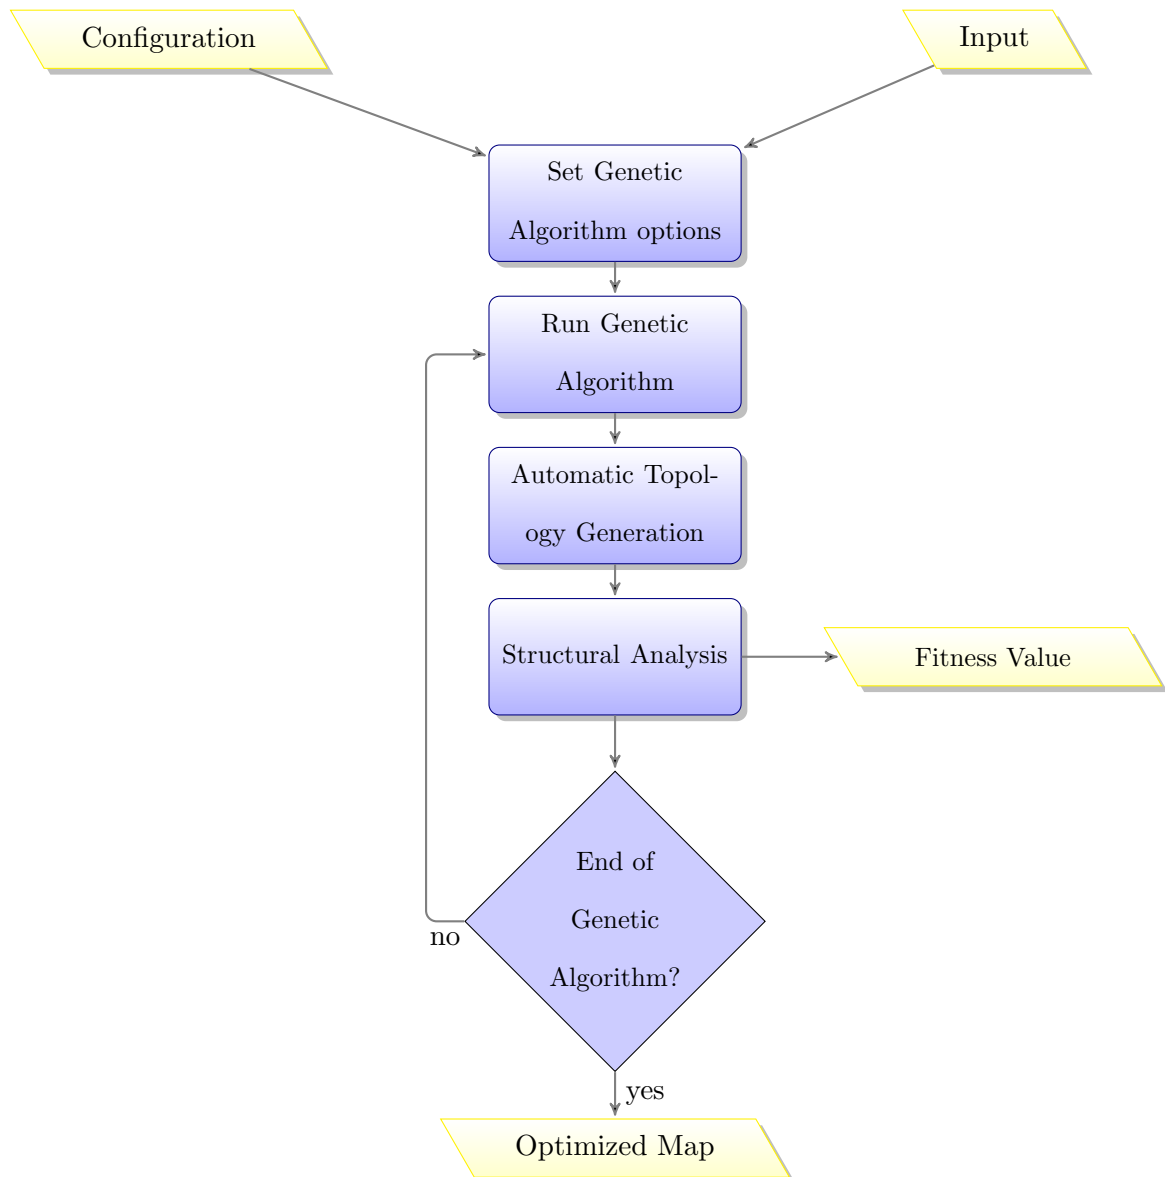 Configuration
Input
Set Genetic
Algorithm options
Run Genetic
Algorithm
Automatic Topol-
ogy Generation
Structural Analysis
Fitness Value
End of
Genetic
Algorithm?
no
yes
Optimized Map